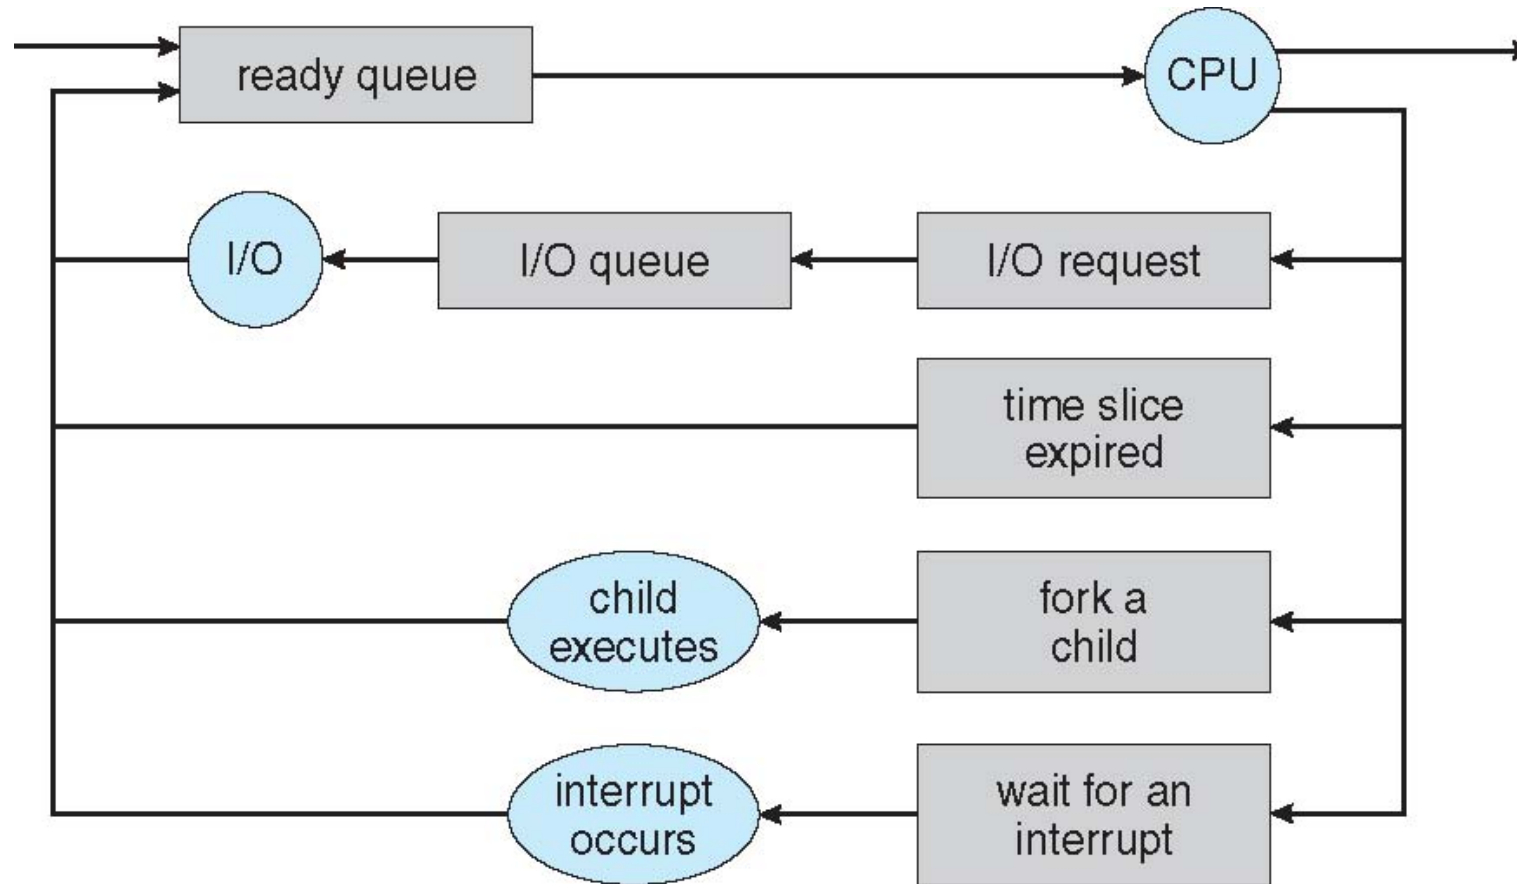 ready queue
CPU
I/O
I/O queue
I/O request
time slice
expired
child
executes
fork a
child
interrupt
occurs
wait for an
interrupt